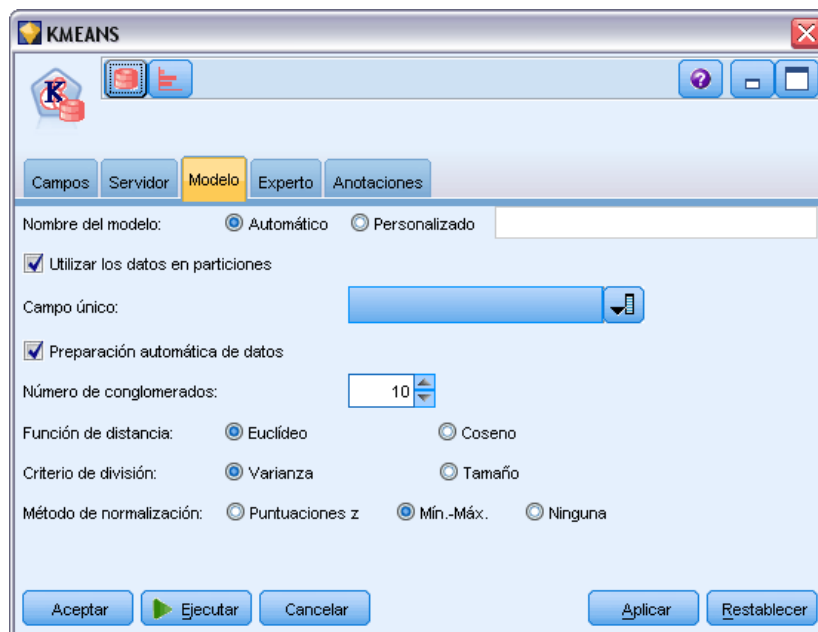 KMEANS
K
?
Campos Servidor Modelo Experto Anotaciones
Nombre del modelo: Automático Personalizado
Utilizar los datos en particiones
Campo único:
Preparación automática de datos
Número de conglomerados: 10
Función de distancia: Euclídeo Coseno
Criterio de división: Varianza Tamaño
Método de normalización: Puntuaciones z Mín.-Máx. Ninguna
Aceptar Ejecutar Cancelar Aplicar Restablecer